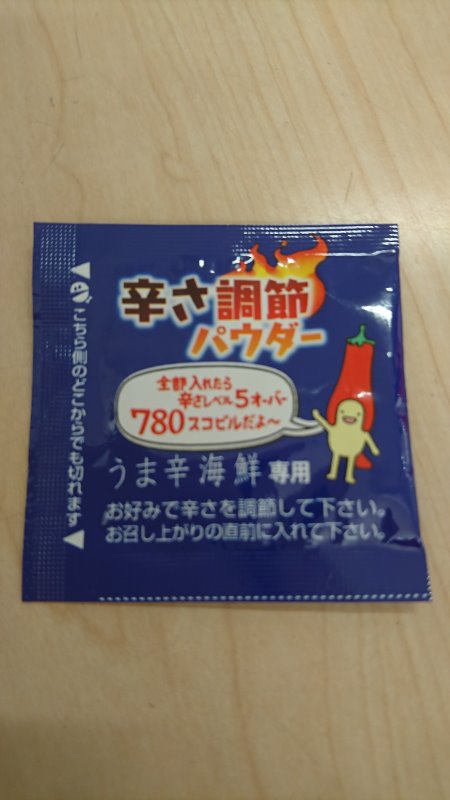 辛さ調節
パウダー
全部入れたら
辛さレベル5オーバー
780スコビルだよ〜
うま辛海鮮専用
お好みで辛さを調節して下さい。
お召し上がりの直前に入れて下さい。
こちら側のどこからでも切れます